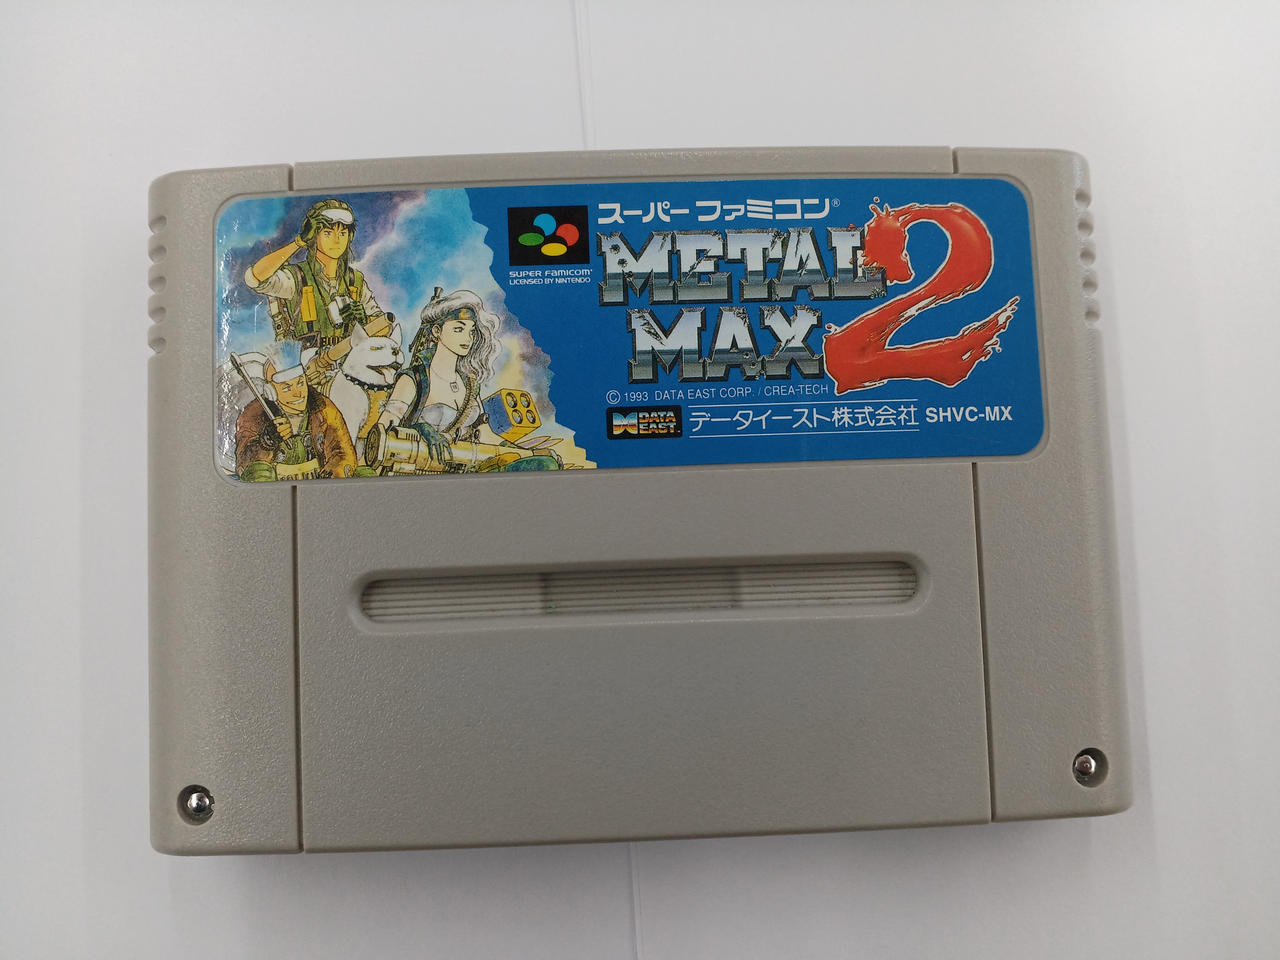 スーパーファミコン®
METAL
MAX 2
SUPER FAMICOM®
LICENSED BY NINTENDO
© 1993 DATA EAST CORP. / CREA-TECH
DATA EAST データイースト株式会社 SHVC-MX